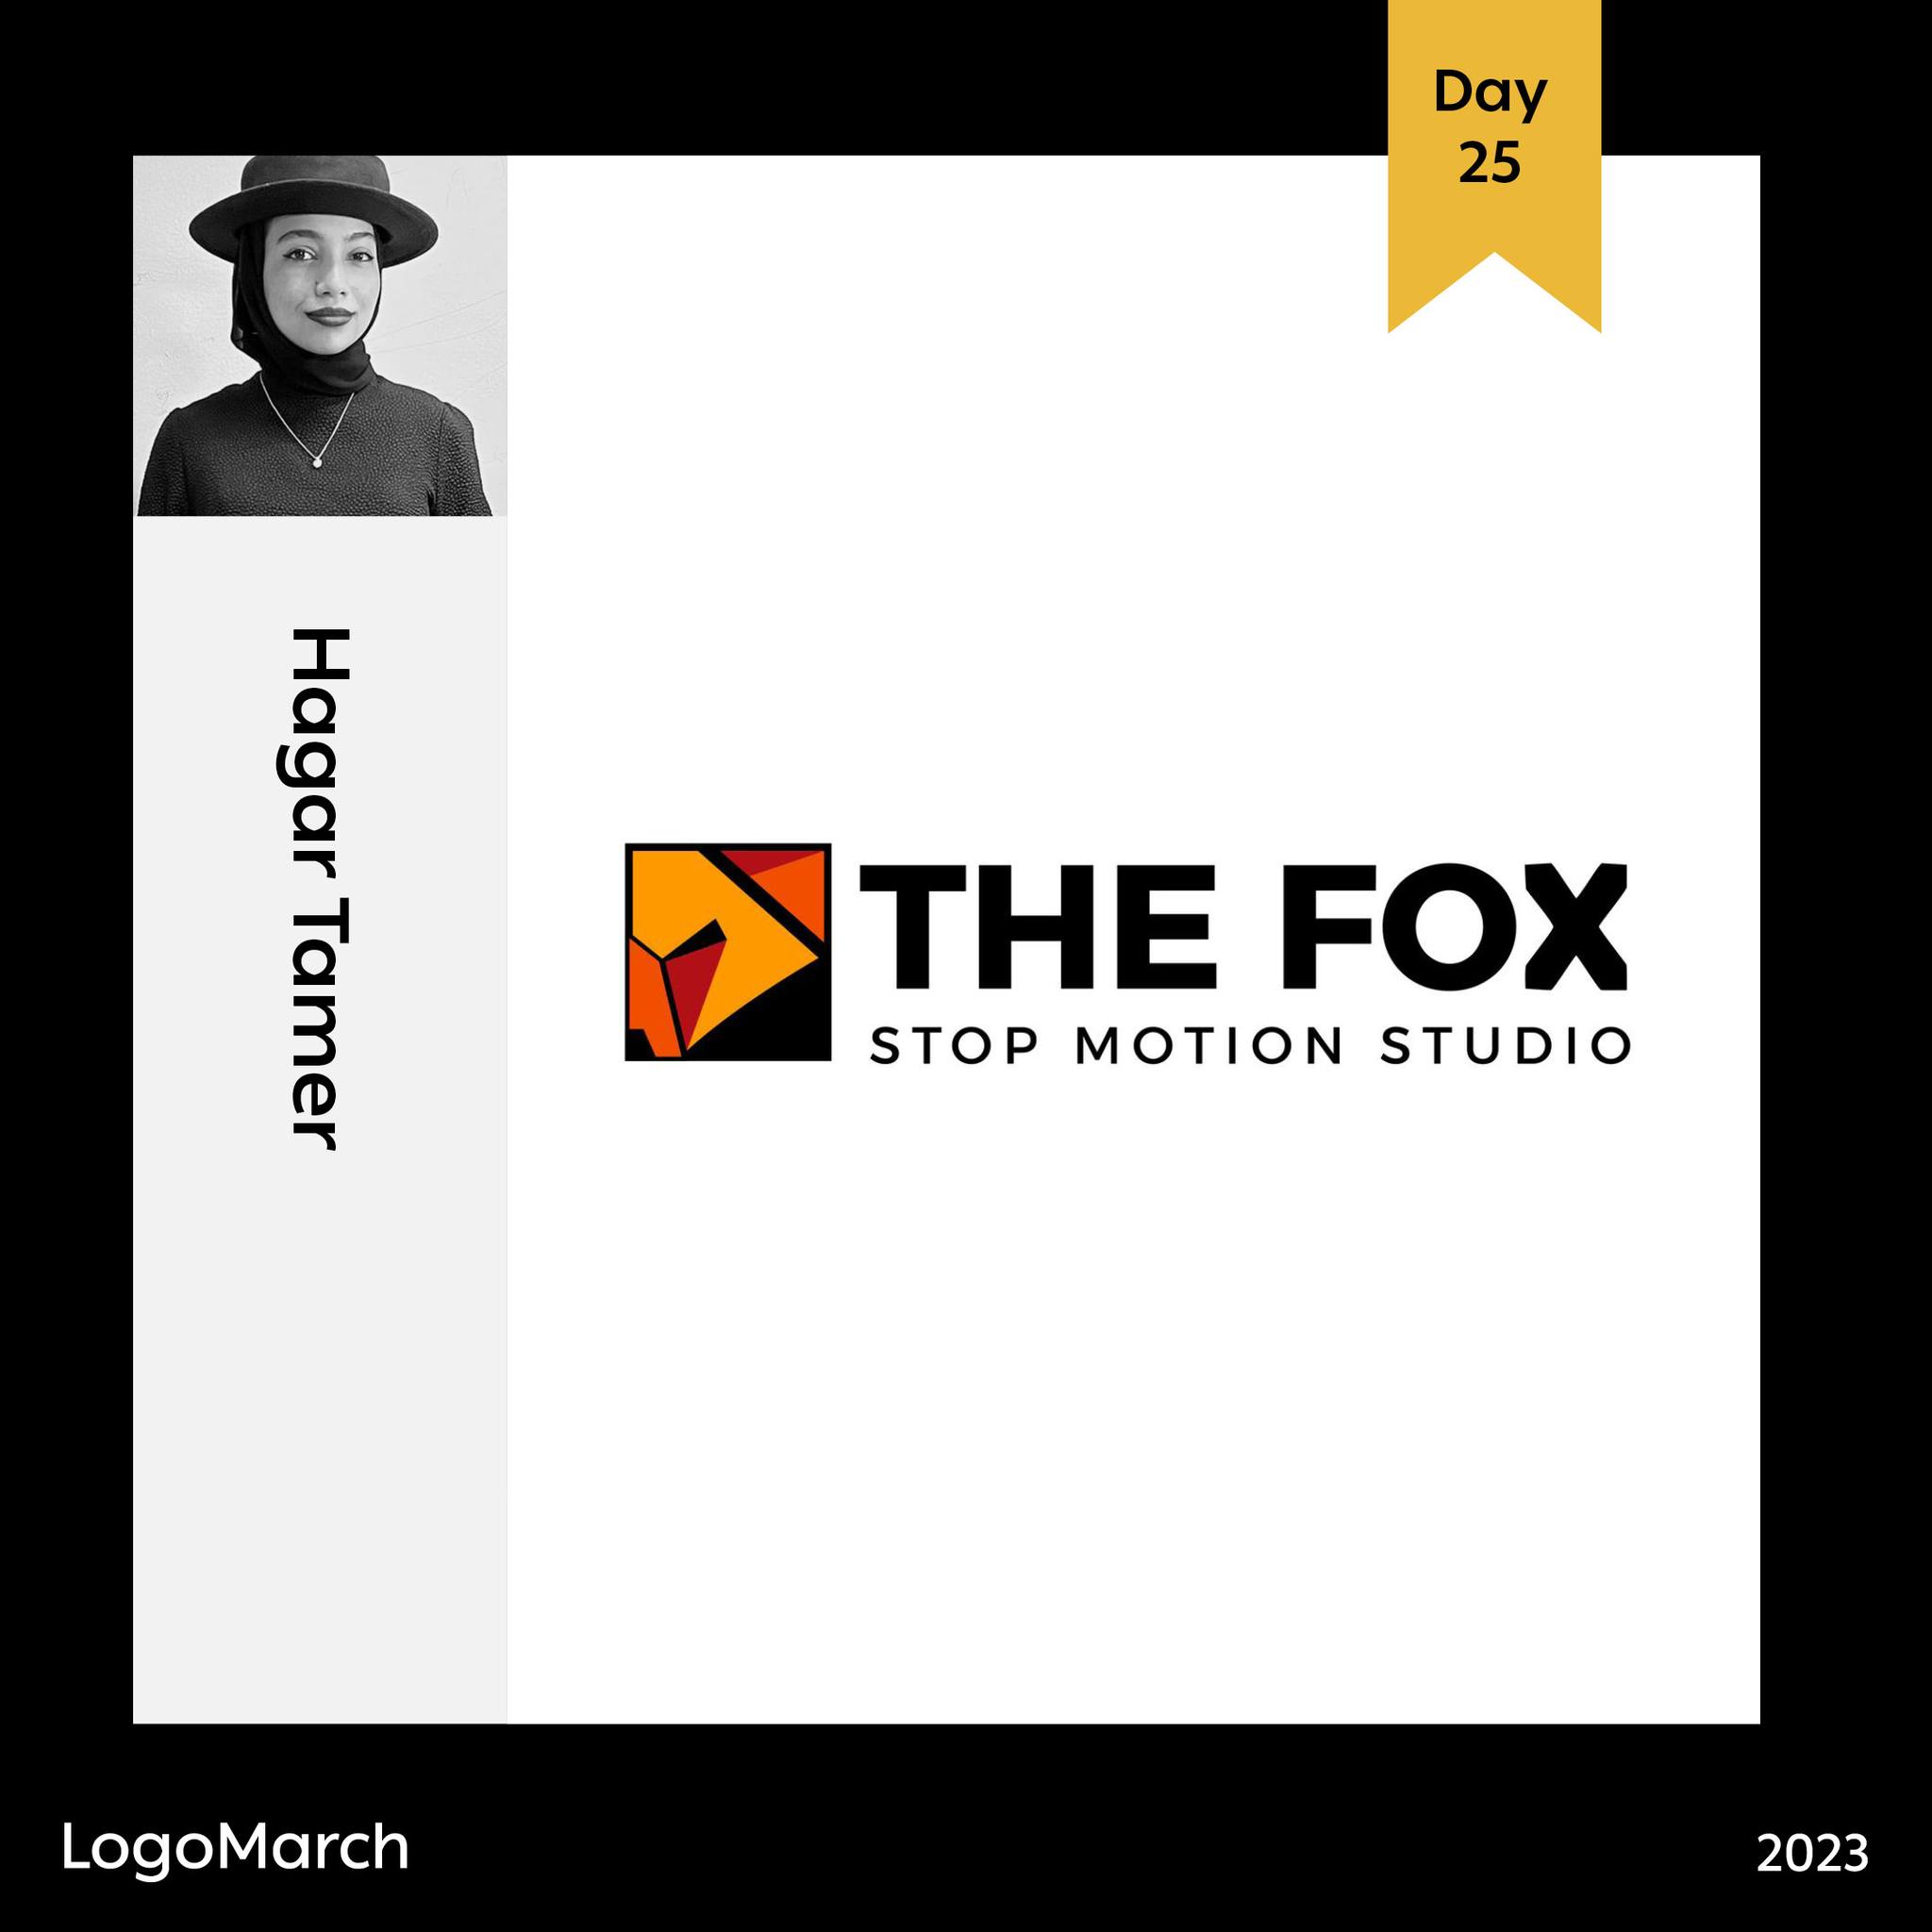 Day
25
Hagar Tamer
THE FOX
STOP MOTION STUDIO
LogoMarch
2023